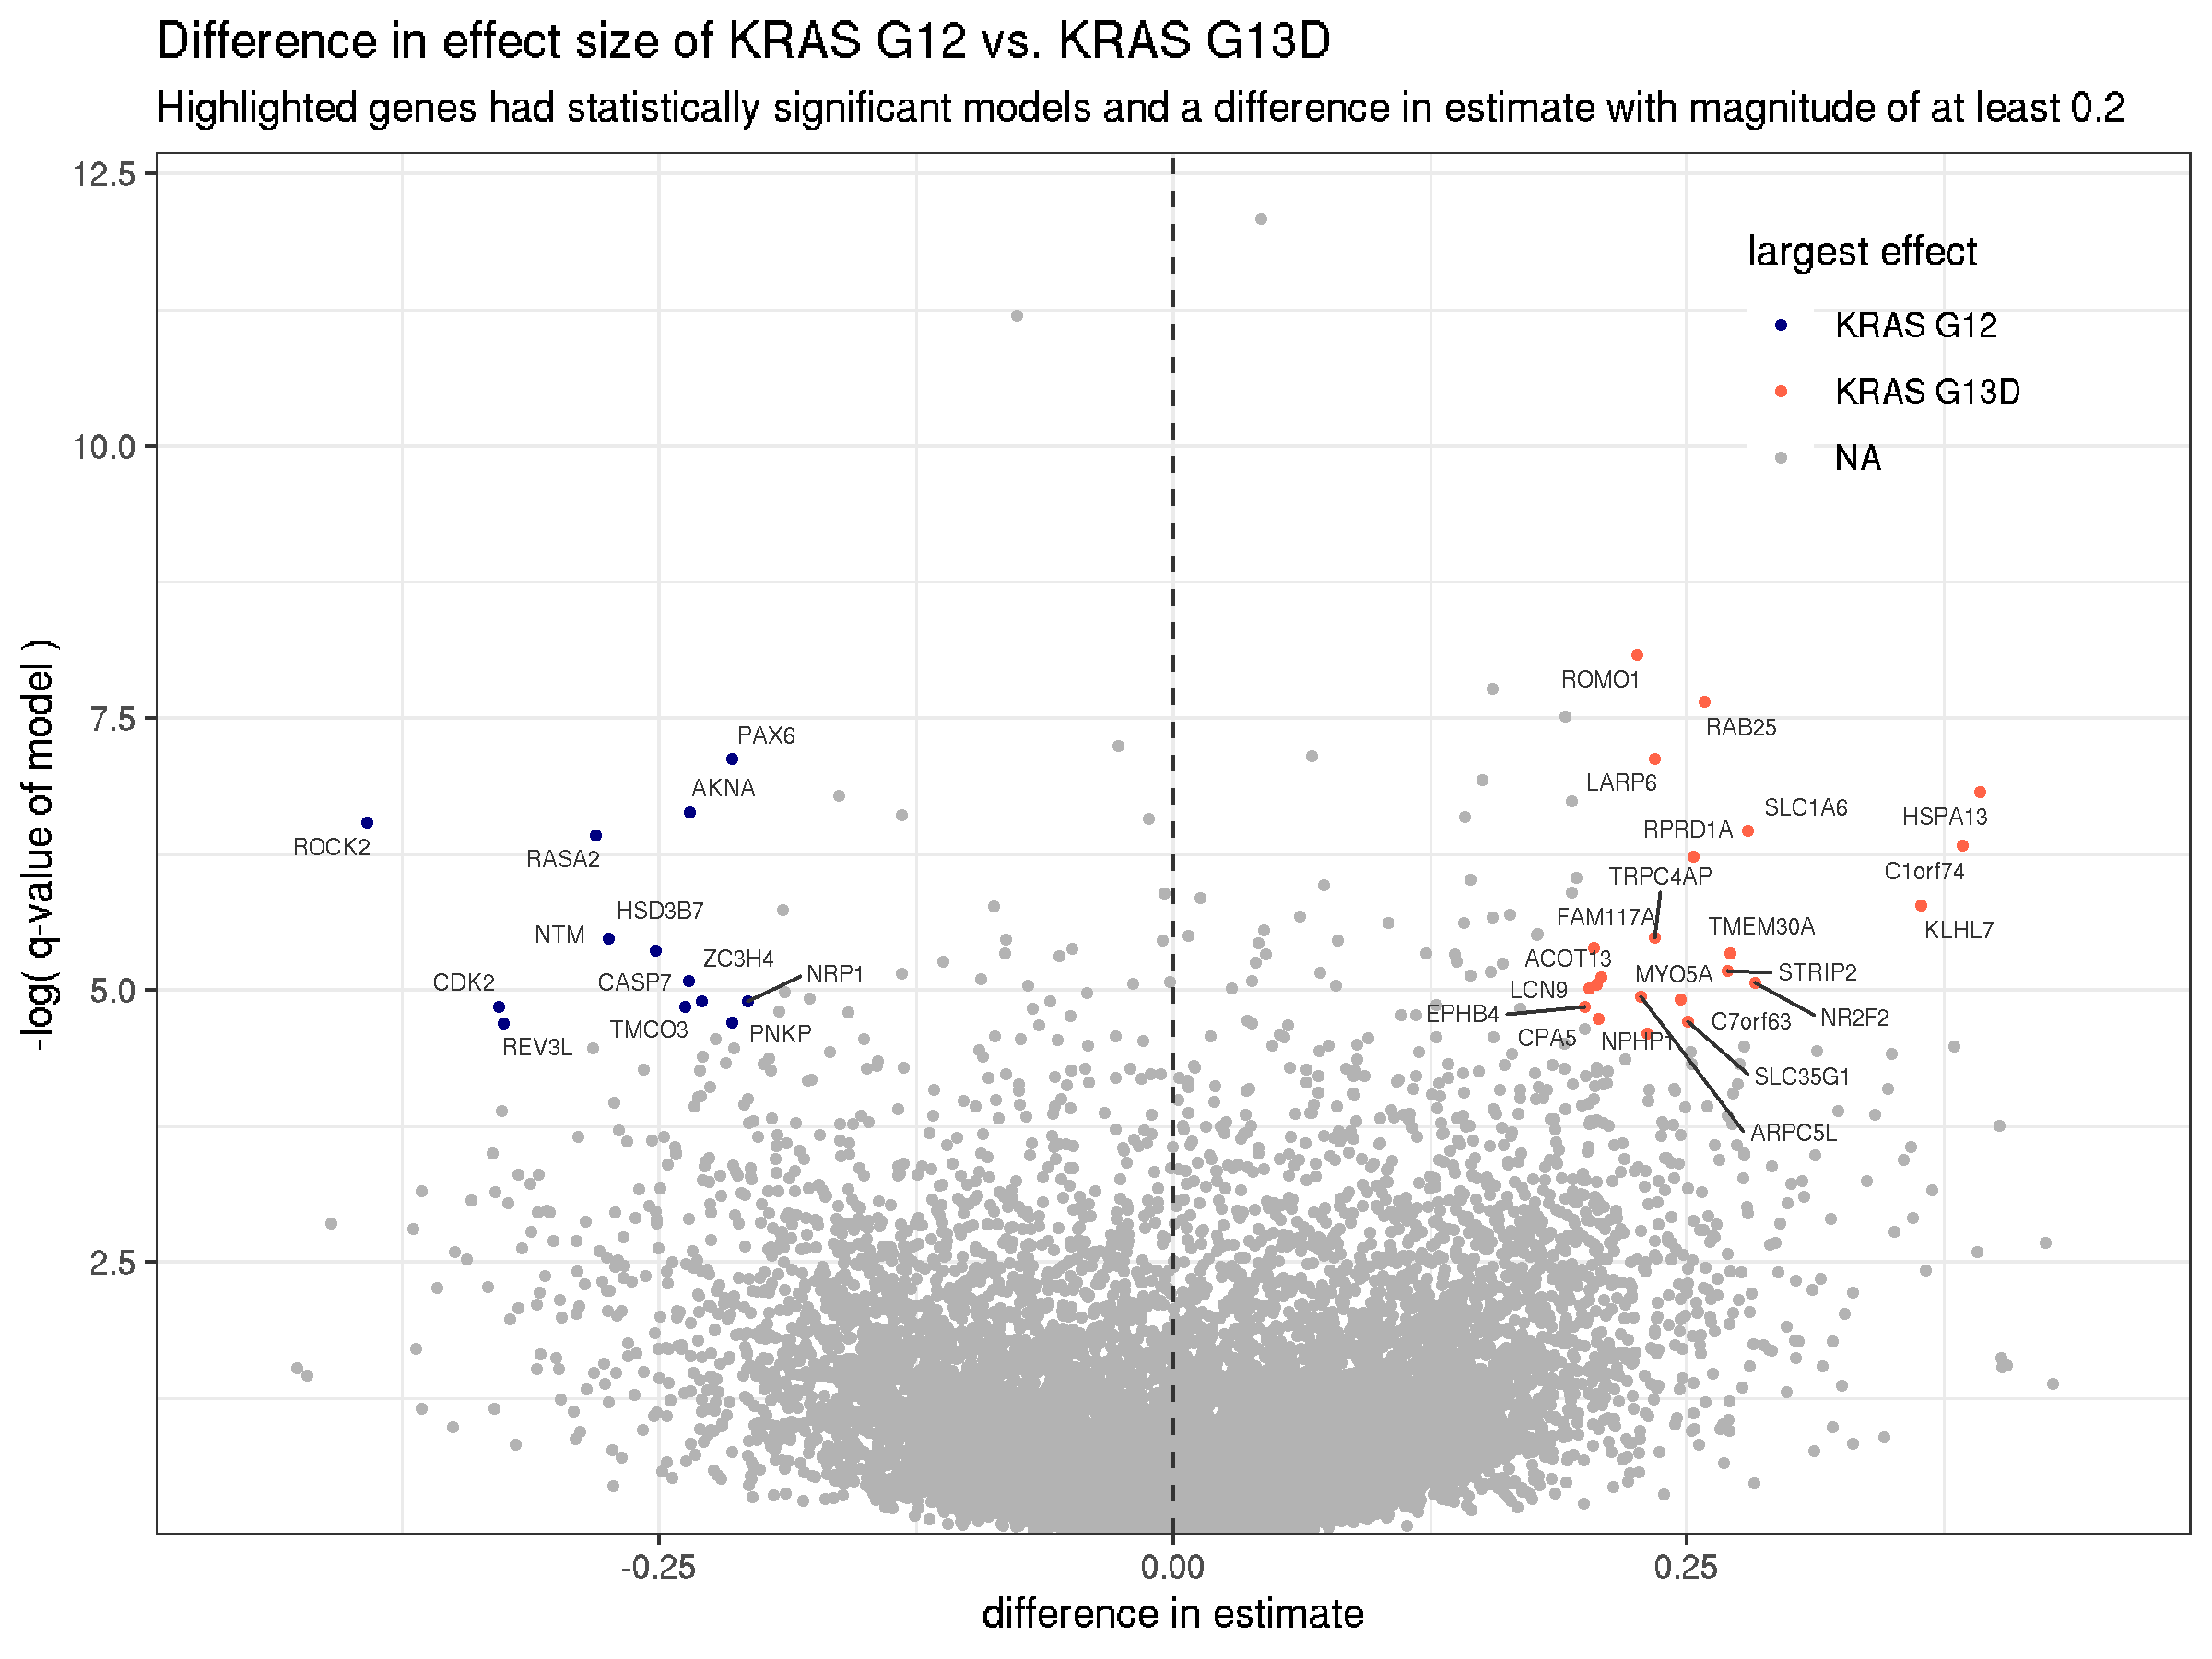 Difference in effect size of KRAS G12 vs. KRAS G13D
Highlighted genes had statistically significant models and a difference in estimate with magnitude of at least 0.2
12.5
10.0
7.5
5.0
2.5
-log( q-value of model )
largest effect
KRAS G12
KRAS G13D
NA
ROMO1
RAB25
PAX6
LARP6
AKNA
SLC1A6
HSPA13
RPRD1A
ROCK2
RASA2
C1orf74
TRPC4AP
HSD3B7
FAM117A
TMEM30A
KLHL7
NTM
ZC3H4
ACOT13
NRP1
MYO5A
STRIP2
CDK2
CASP7
LCN9
EPHB4
NR2F2
C7orf63
TMCO3
PNKP
CPA5
NPHP1
REV3L
SLC35G1
ARPC5L
-0.25
0.00
0.25
difference in estimate